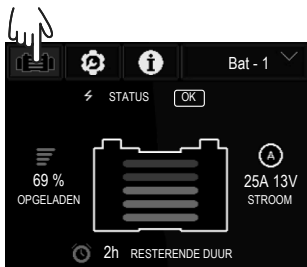 Bat - 1
STATUS OK
69 %
OPGELADEN
A
25A 13V
STROOM
2h RESTERENDE DUUR